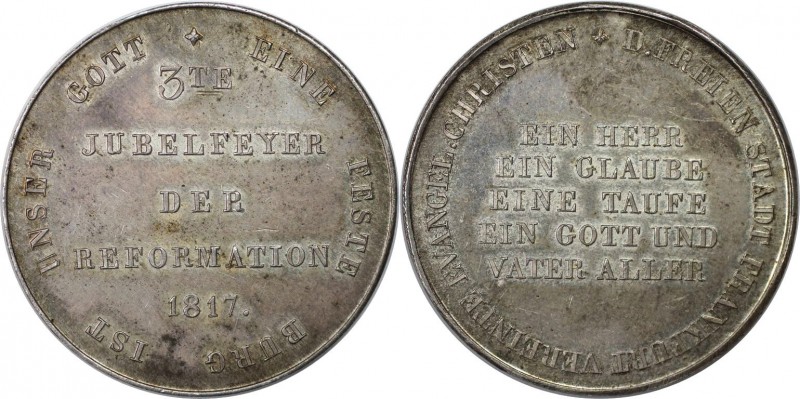 EINE FESTE BURG IST UNSER GOTT
3TE
JUBELFEYER
DER
REFORMATION
1817.
D. FREIEN STADT FRANKFURT VEREINTE EVANGEL. CHRISTEN
EIN HERR
EIN GLAUBE
EINE TAUFE
EIN GOTT UND
VATER ALLER